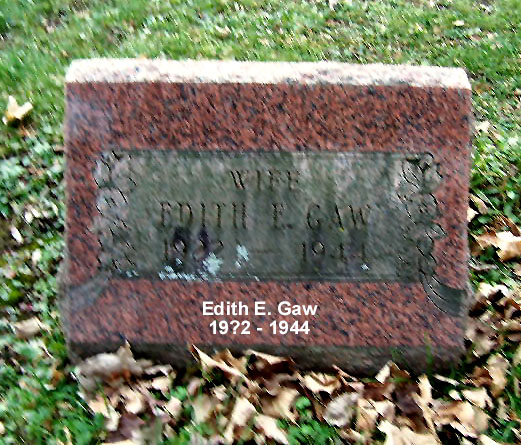 WIFE
EDITH E. GAW
1944
Edith E. Gaw
19?2 - 1944